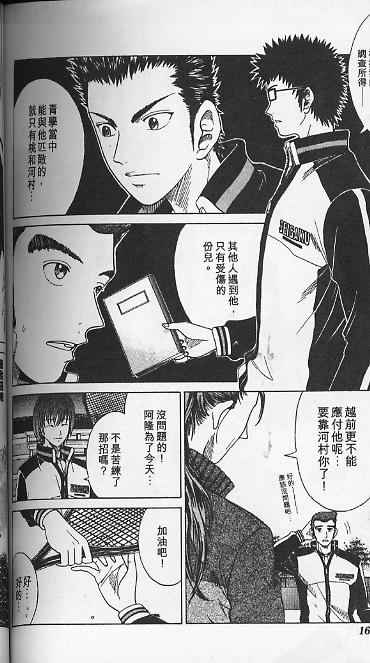 調查所得…
青學當中
能與他匹敵的,
就只有桃和河村…
其他人遇到他,
只有受傷的
份兒。
越前更不能
應付他呢…
要靠河村你了!
好的…
應該沒問題吧…
沒問題的!
阿隆為了今天…
不是苦練了
那招嗎?
加油吧!
好…
好的…
16